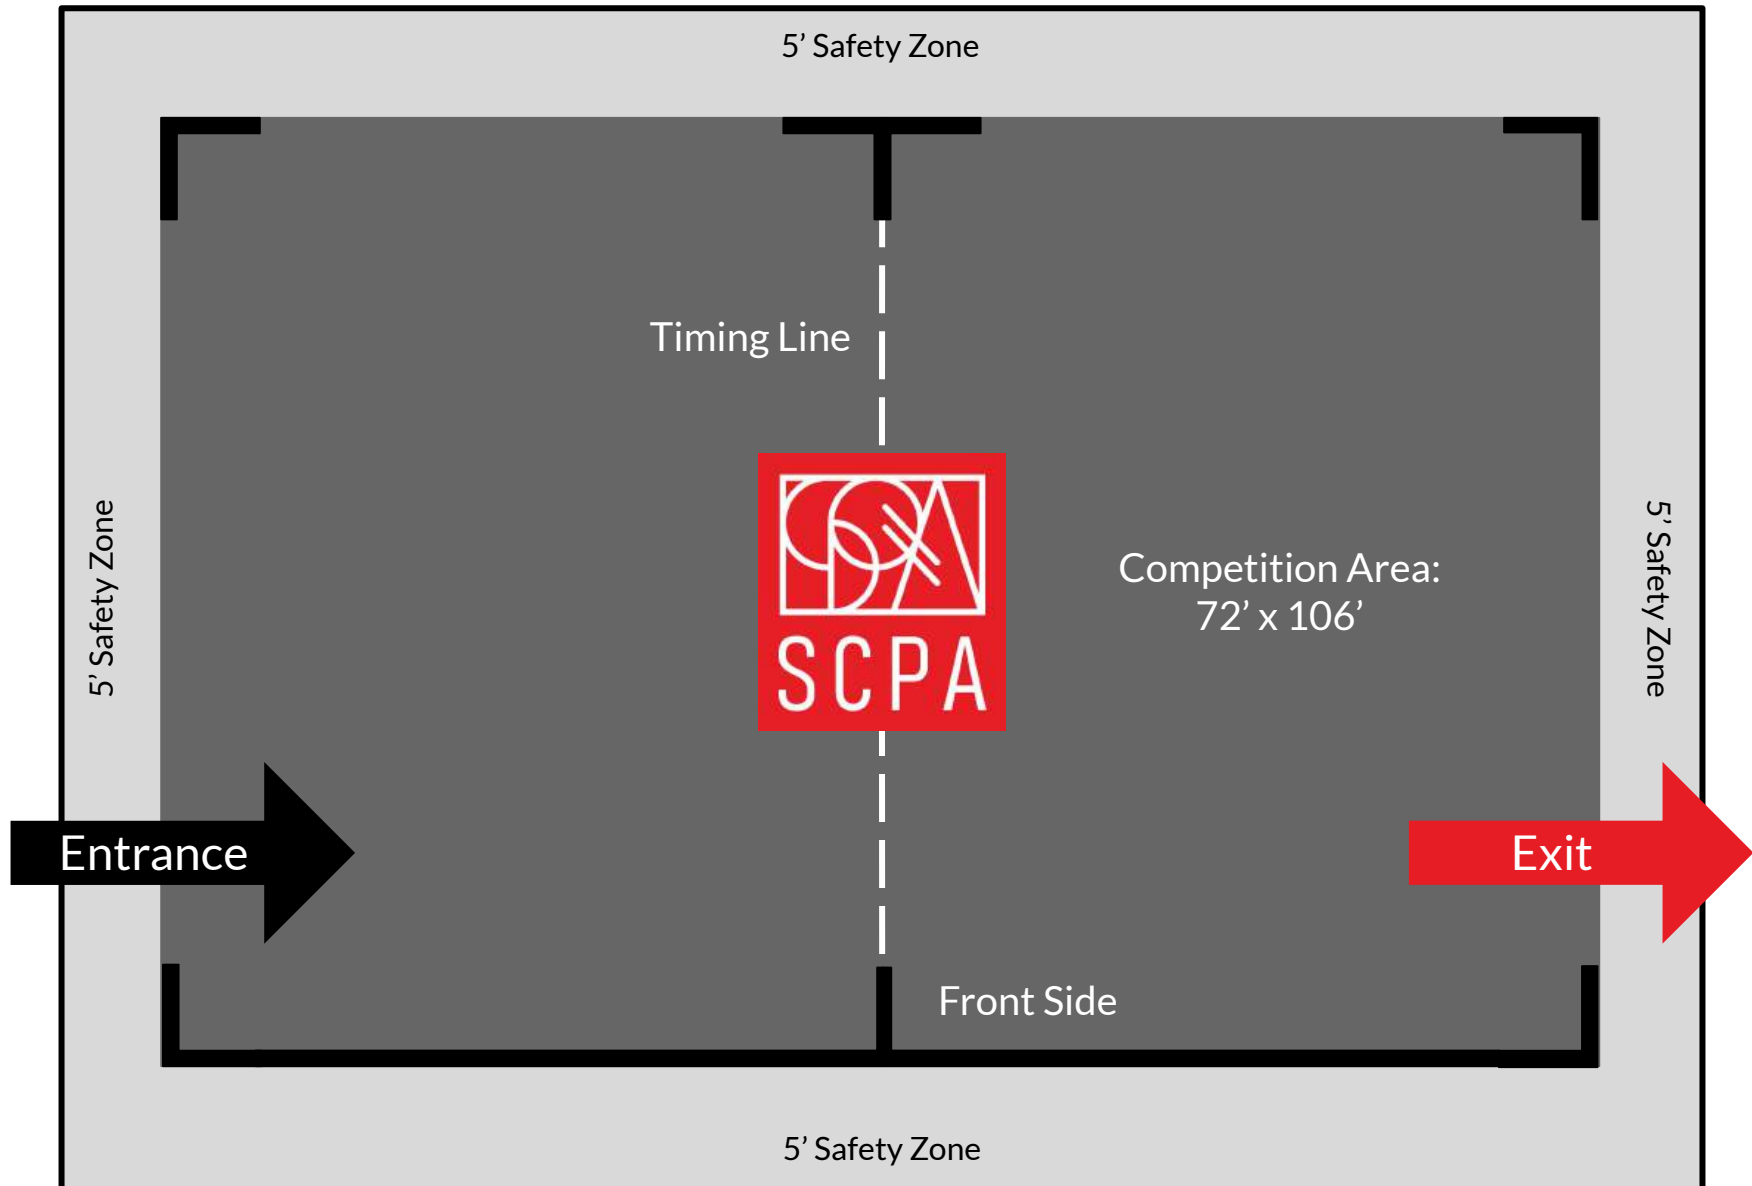 5’ Safety Zone
Timing Line
SCPA
5’ Safety Zone
Competition Area:
72’ x 106’
5’ Safety Zone
Entrance
Exit
Front Side
5’ Safety Zone